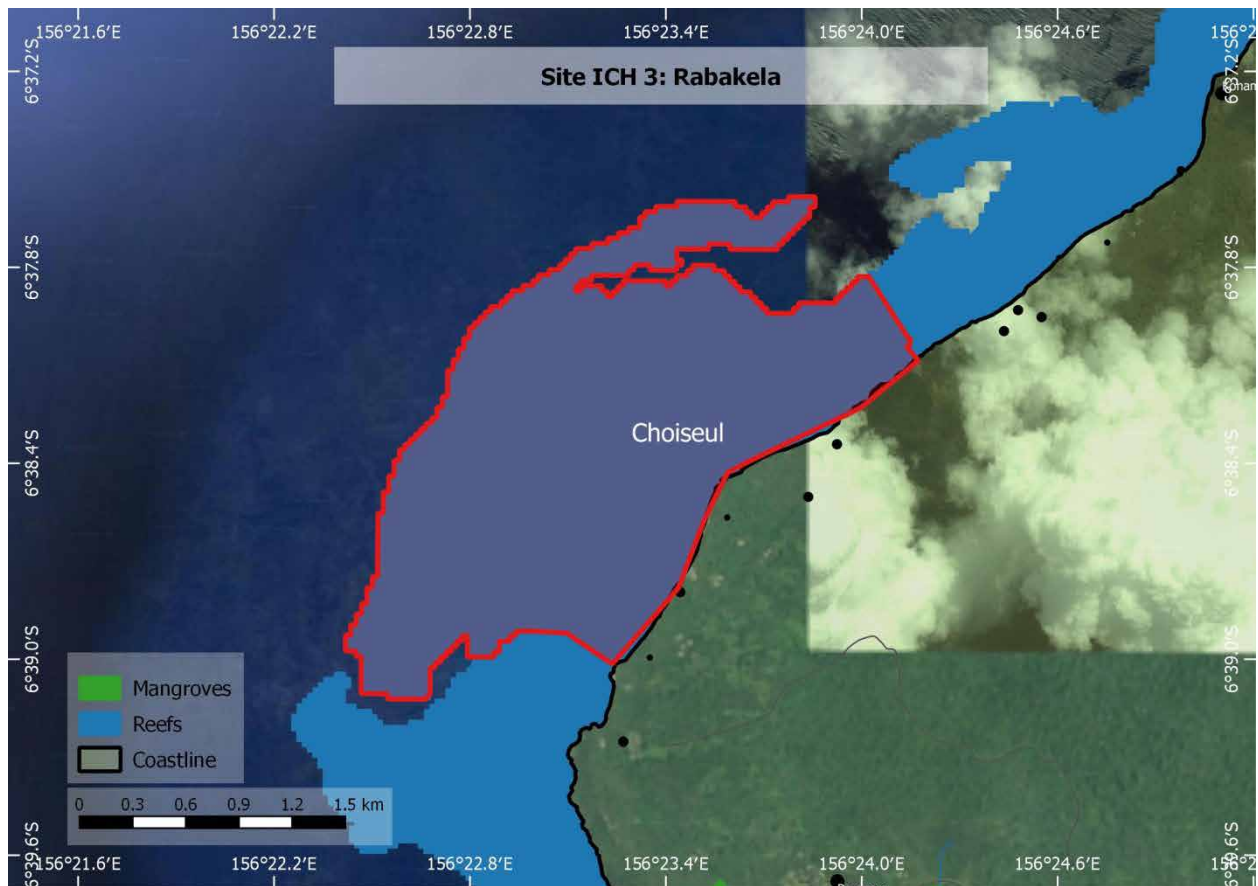 156°21.6′E 156°22.2′E 156°22.8′E 156°23.4′E 156°24.0′E 156°24.6′E
Site ICH 3: Rabakela
6°37.2′S 6°37.2′S
6°37.8′S 6°37.8′S
Choiseul
6°38.4′S 6°38.4′S
6°39.0′S 6°39.0′S
Mangroves
Reefs
Coastline
0 0.3 0.6 0.9 1.2 1.5 km
6°39.6′S 6°39.6′S
156°21.6′E 156°22.2′E 156°22.8′E 156°23.4′E 156°24.0′E 156°24.6′E